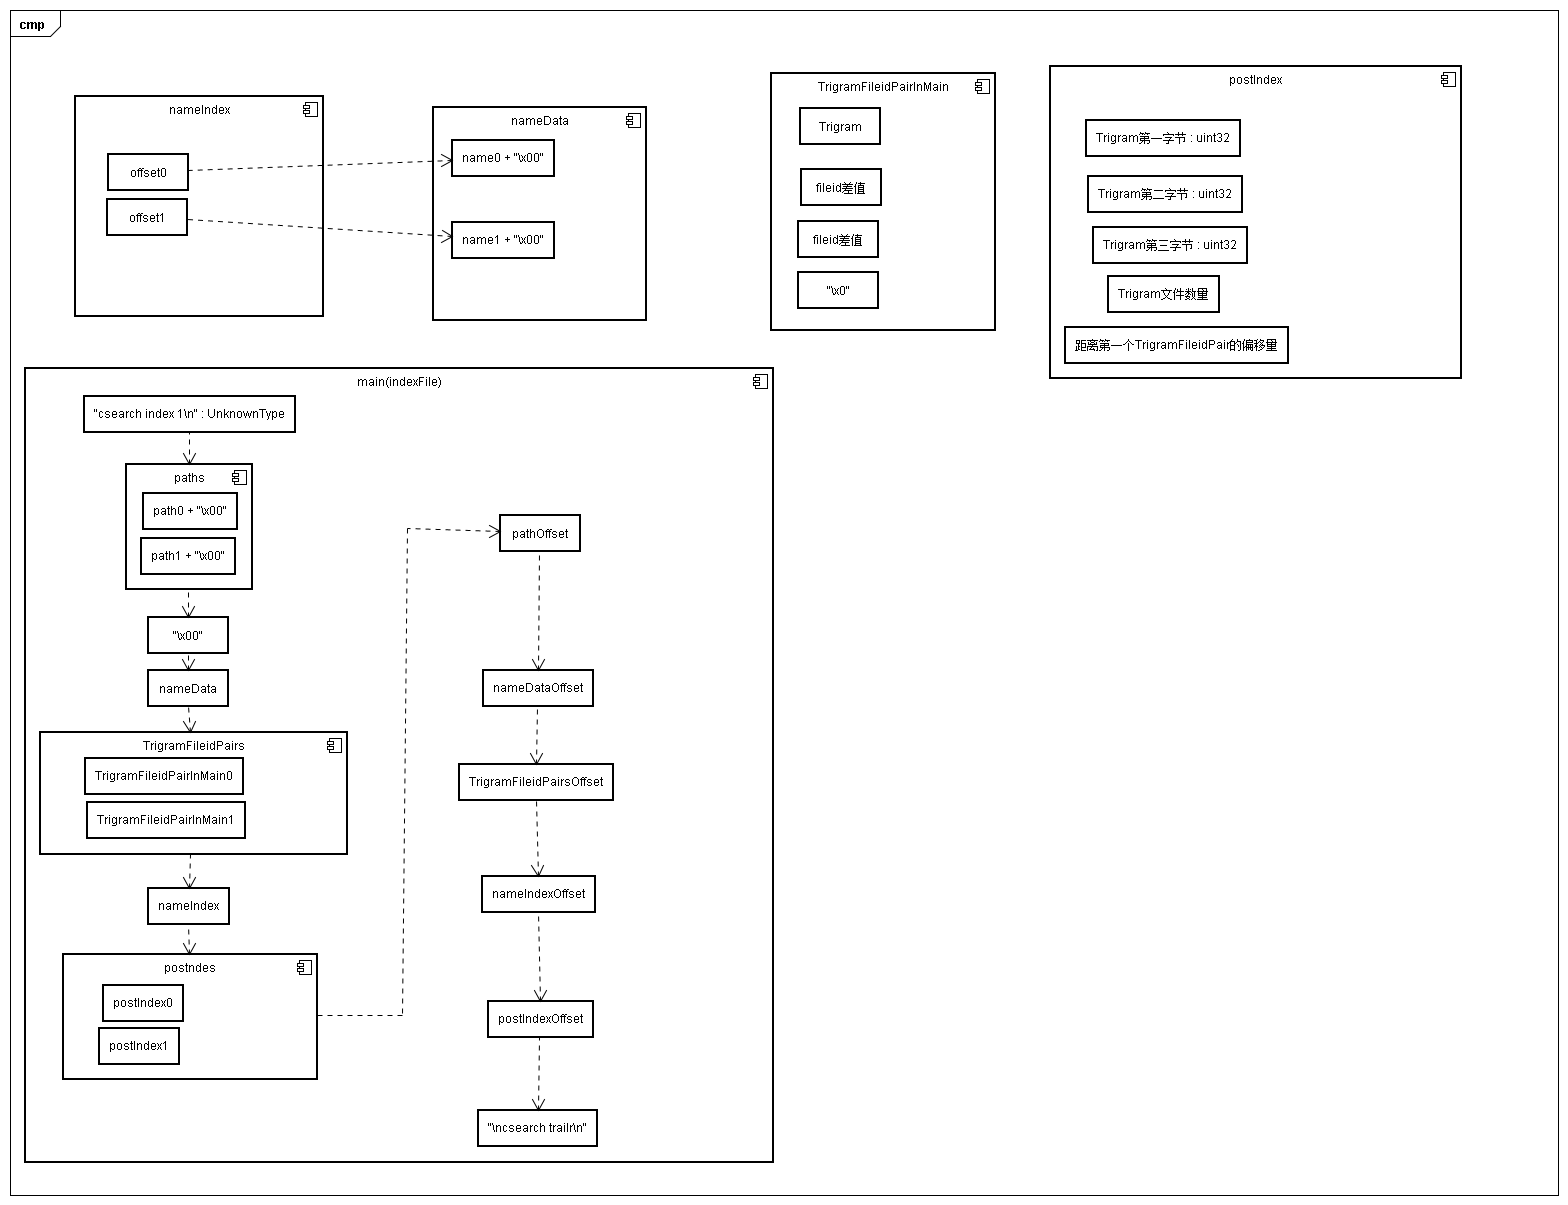 cmp
nameIndex
offset0
offset1
nameData
name0 + "\x00"
name1 + "\x00"
TrigramFileidPairInMain
Trigram
fileid差值
fileid差值
"\x0"
postIndex
Trigram第一字节 : uint32
Trigram第二字节 : uint32
Trigram第三字节 : uint32
Trigram文件数量
距离第一个TrigramFileidPair的偏移量
main(indexFile)
"csearch index 1\n" : UnknownType
paths
path0 + "\x00"
path1 + "\x00"
"\x00"
nameData
TrigramFileidPairs
TrigramFileidPairInMain0
TrigramFileidPairInMain1
nameIndex
postndes
postIndex0
postIndex1
pathOffset
nameDataOffset
TrigramFileidPairsOffset
nameIndexOffset
postIndexOffset
"\ncsearch trailr\n"